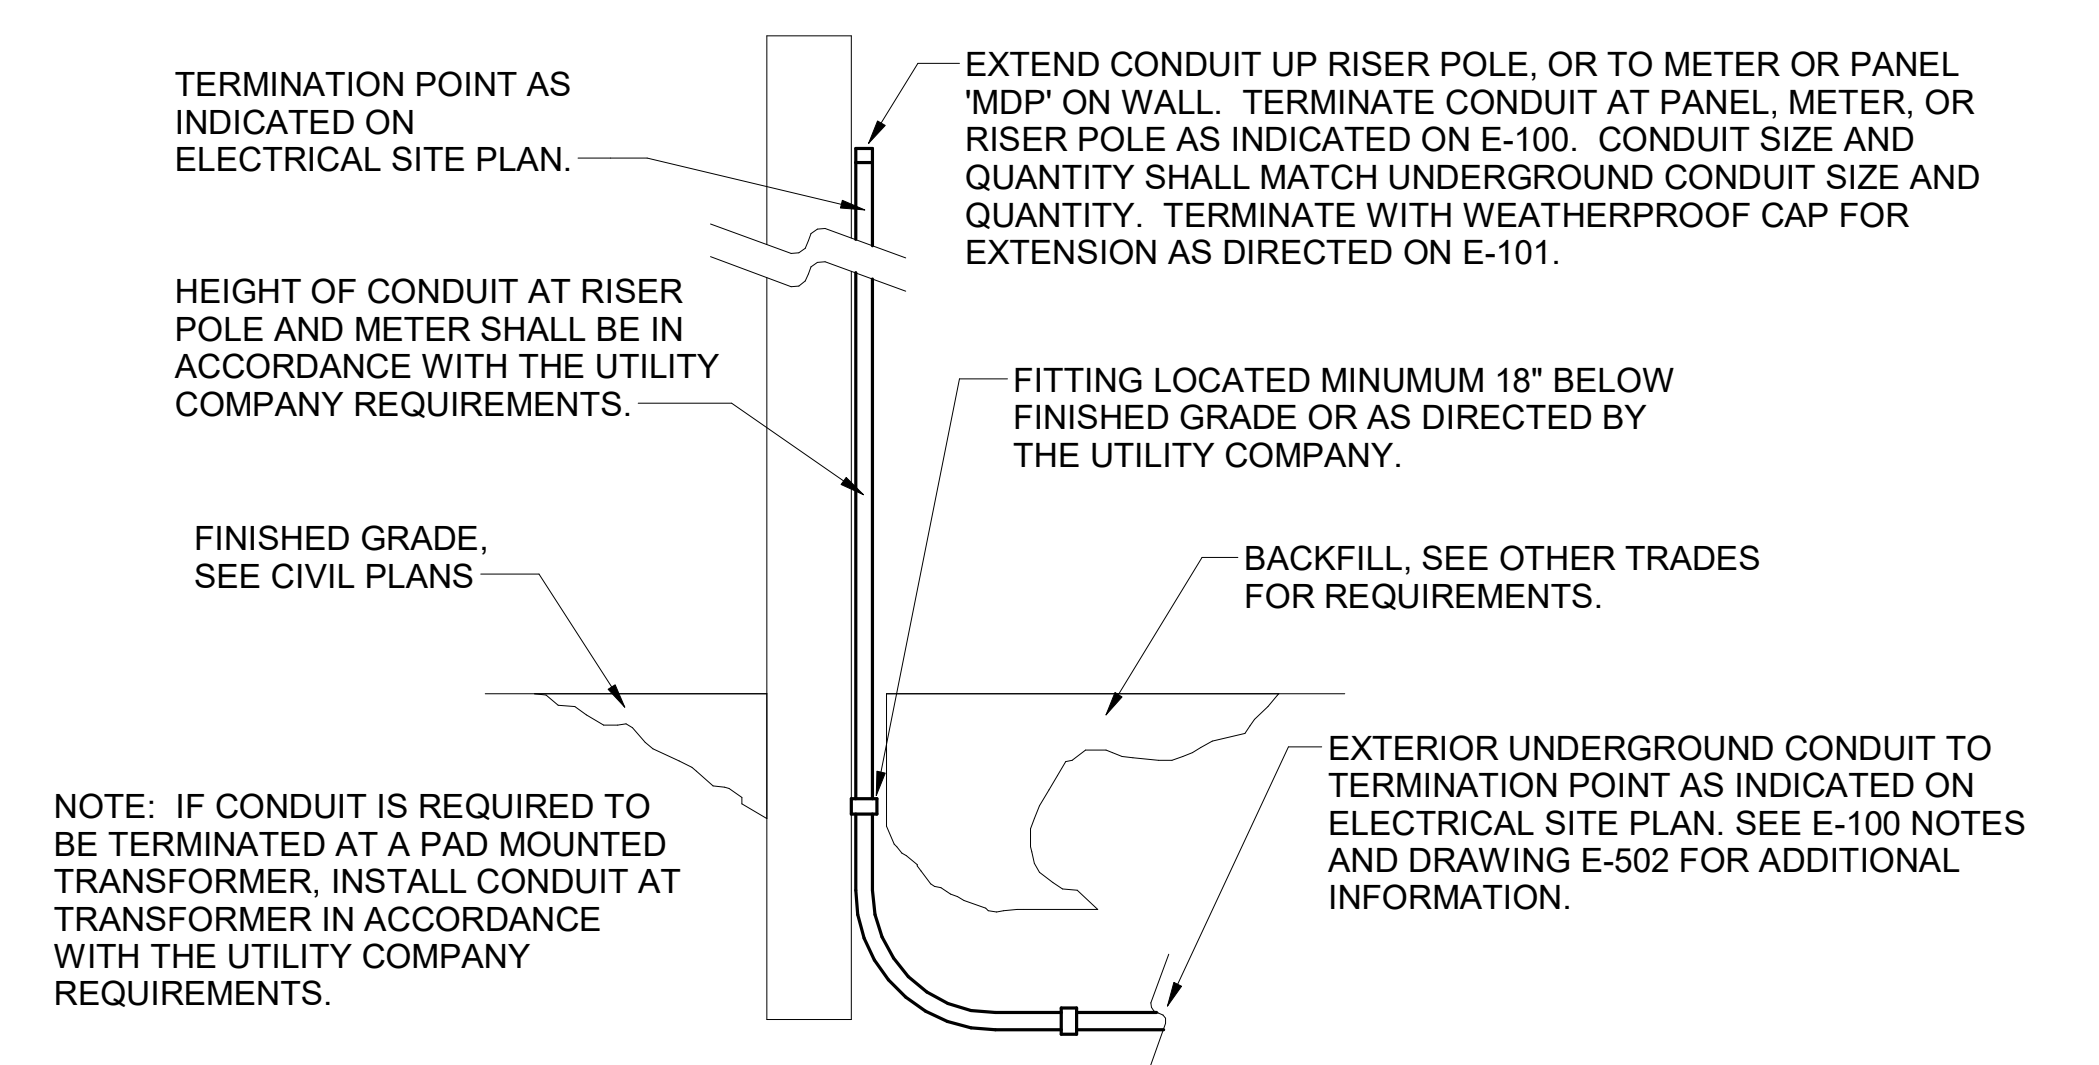 TERMINATION POINT AS
INDICATED ON
ELECTRICAL SITE PLAN.
EXTEND CONDUIT UP RISER POLE, OR TO METER OR PANEL
'MDP' ON WALL.  TERMINATE CONDUIT AT PANEL, METER, OR
RISER POLE AS INDICATED ON E-100.  CONDUIT SIZE AND
QUANTITY SHALL MATCH UNDERGROUND CONDUIT SIZE AND
QUANTITY.  TERMINATE WITH WEATHERPROOF CAP FOR
EXTENSION AS DIRECTED ON E-101.
HEIGHT OF CONDUIT AT RISER
POLE AND METER SHALL BE IN
ACCORDANCE WITH THE UTILITY
COMPANY REQUIREMENTS.
FITTING LOCATED MINUMUM 18" BELOW
FINISHED GRADE OR AS DIRECTED BY
THE UTILITY COMPANY.
FINISHED GRADE,
SEE CIVIL PLANS
BACKFILL, SEE OTHER TRADES
FOR REQUIREMENTS.
EXTERIOR UNDERGROUND CONDUIT TO
TERMINATION POINT AS INDICATED ON
ELECTRICAL SITE PLAN. SEE E-100 NOTES
AND DRAWING E-502 FOR ADDITIONAL
INFORMATION.
NOTE:  IF CONDUIT IS REQUIRED TO
BE TERMINATED AT A PAD MOUNTED
TRANSFORMER, INSTALL CONDUIT AT
TRANSFORMER IN ACCORDANCE
WITH THE UTILITY COMPANY
REQUIREMENTS.